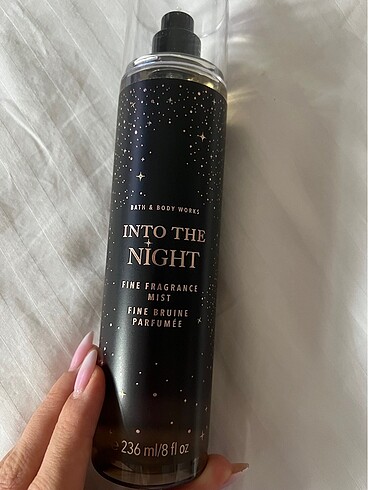 BATH & BODY WORKS
INTO THE
NIGHT
FINE FRAGRANCE
MIST
FINE BRUINE
PARFUMÉE
236 ml/8 fl oz